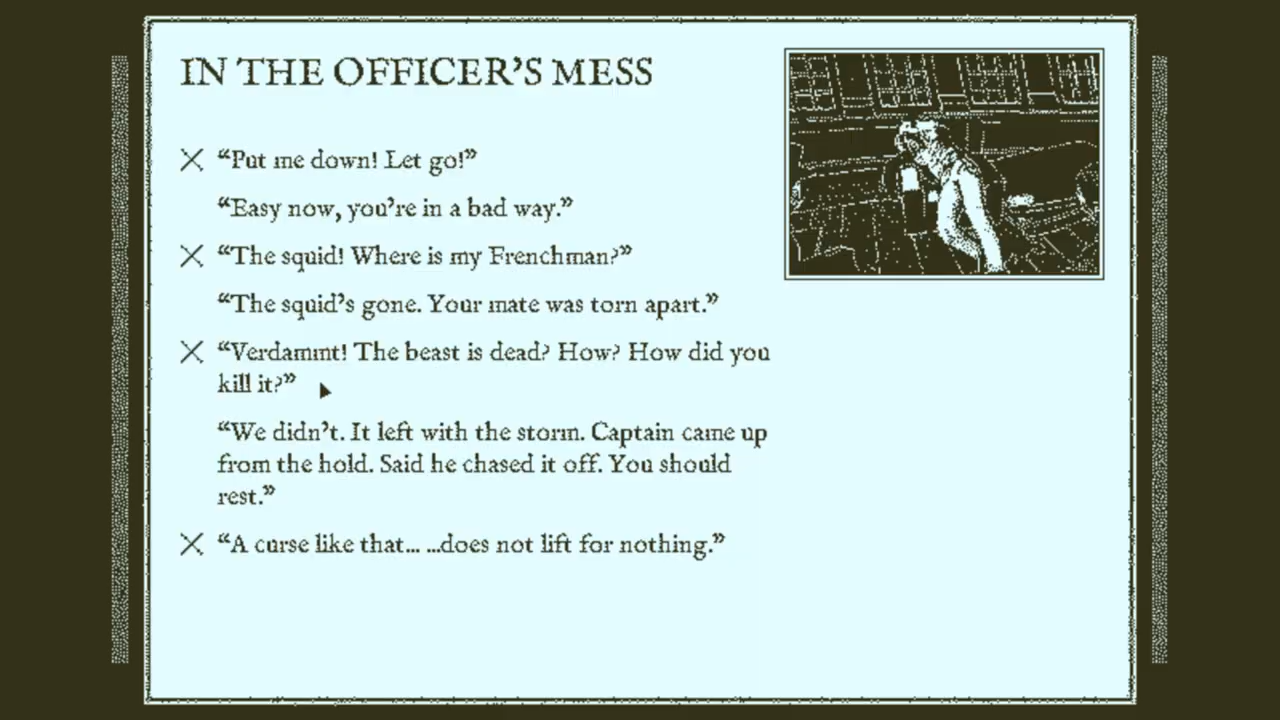 IN THE OFFICER'S MESS
"Put me down! Let go!"
"Easy now, you're in a bad way."
"The squid! Where is my Frenchman?"
"The squid's gone. Your mate was torn apart."
"Verdammt! The beast is dead? How? How did you
kill it?"
"We didn't. It left with the storm. Captain came up
from the hold. Said he chased it off. You should
rest."
"A curse like that... ...does not lift for nothing."